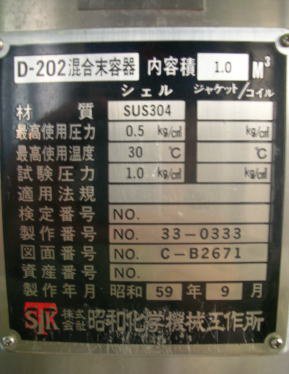 D-202混合末容器 内容積 1.0 M³
シェル ジャケット/コイル
材質 SUS304
最高使用圧力 0.5 kg/c㎡ kg/c㎡
最高使用温度 30 ℃ ℃
試験圧力 1.0 kg/c㎡ kg/c㎡
適用法規
検定番号 NO.
製作番号 NO. 33-0333
図面番号 NO. C-B2671
資産番号 NO.
製作年月 昭和 59 年 9 月
STK 株式会社 昭和化学機械工作所